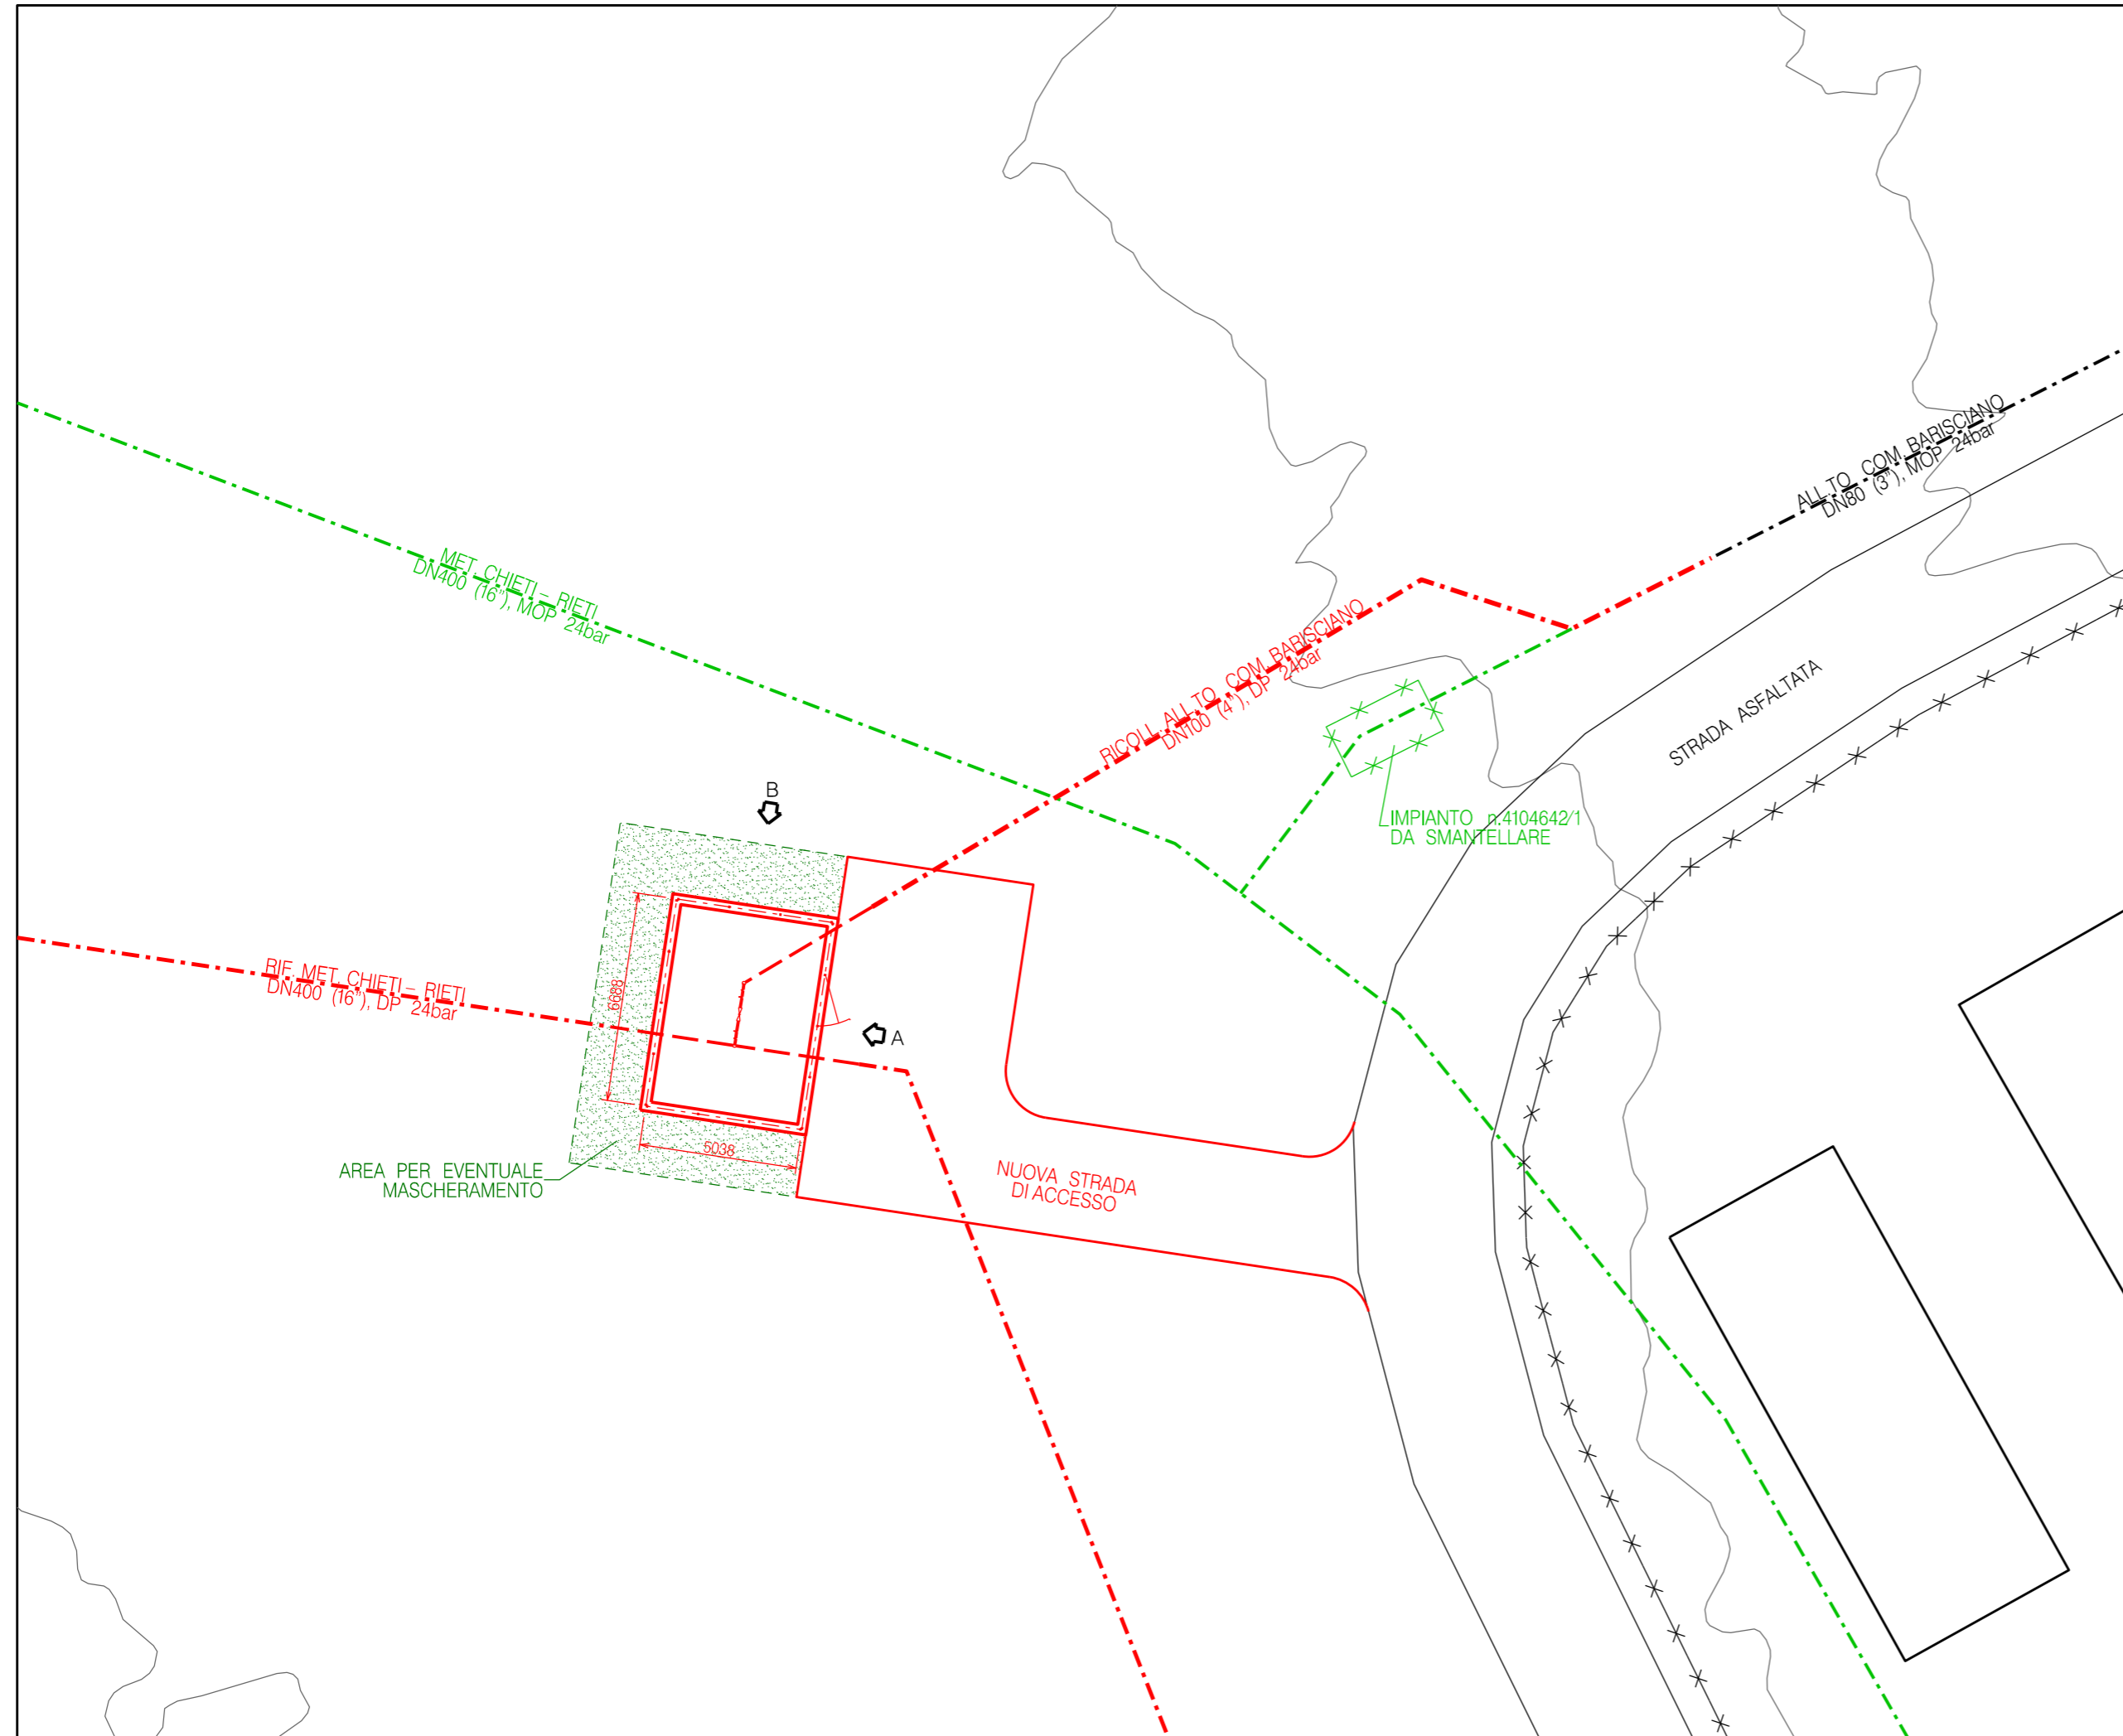 ALL.TO COM. BARISCIANO
DN80 (3"), MOP 24bar
MET. CHIETI - RIETI
DN400 (16"), MOP 24bar
RICOLL. ALL.TO COM. BARISCIANO
DN100 (4"), DP 24bar
STRADA ASFALTATA
B
IMPIANTO n.4104642/1
DA SMANTELLARE
RIF. MET. CHIETI - RIETI
DN400 (16"), DP 24bar
6688
A
5038
AREA PER EVENTUALE
MASCHERAMENTO
NUOVA STRADA
DI ACCESSO